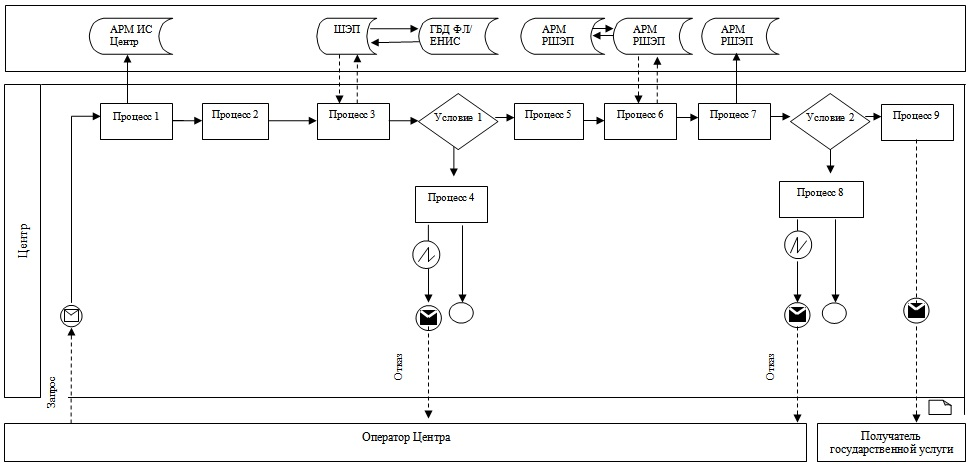 АРМ ИС
Центр
ШЭП
ГБД ФЛ/
ЕНИС
АРМ
РШЭП
АРМ
РШЭП
АРМ
РШЭП
Центр
Процесс 1
Процесс 2
Процесс 3
Условие 1
Процесс 5
Процесс 6
Процесс 7
Условие 2
Процесс 9
Процесс 4
Процесс 8
Запрос
Отказ
Отказ
Оператор Центра
Получатель
государственной услуги